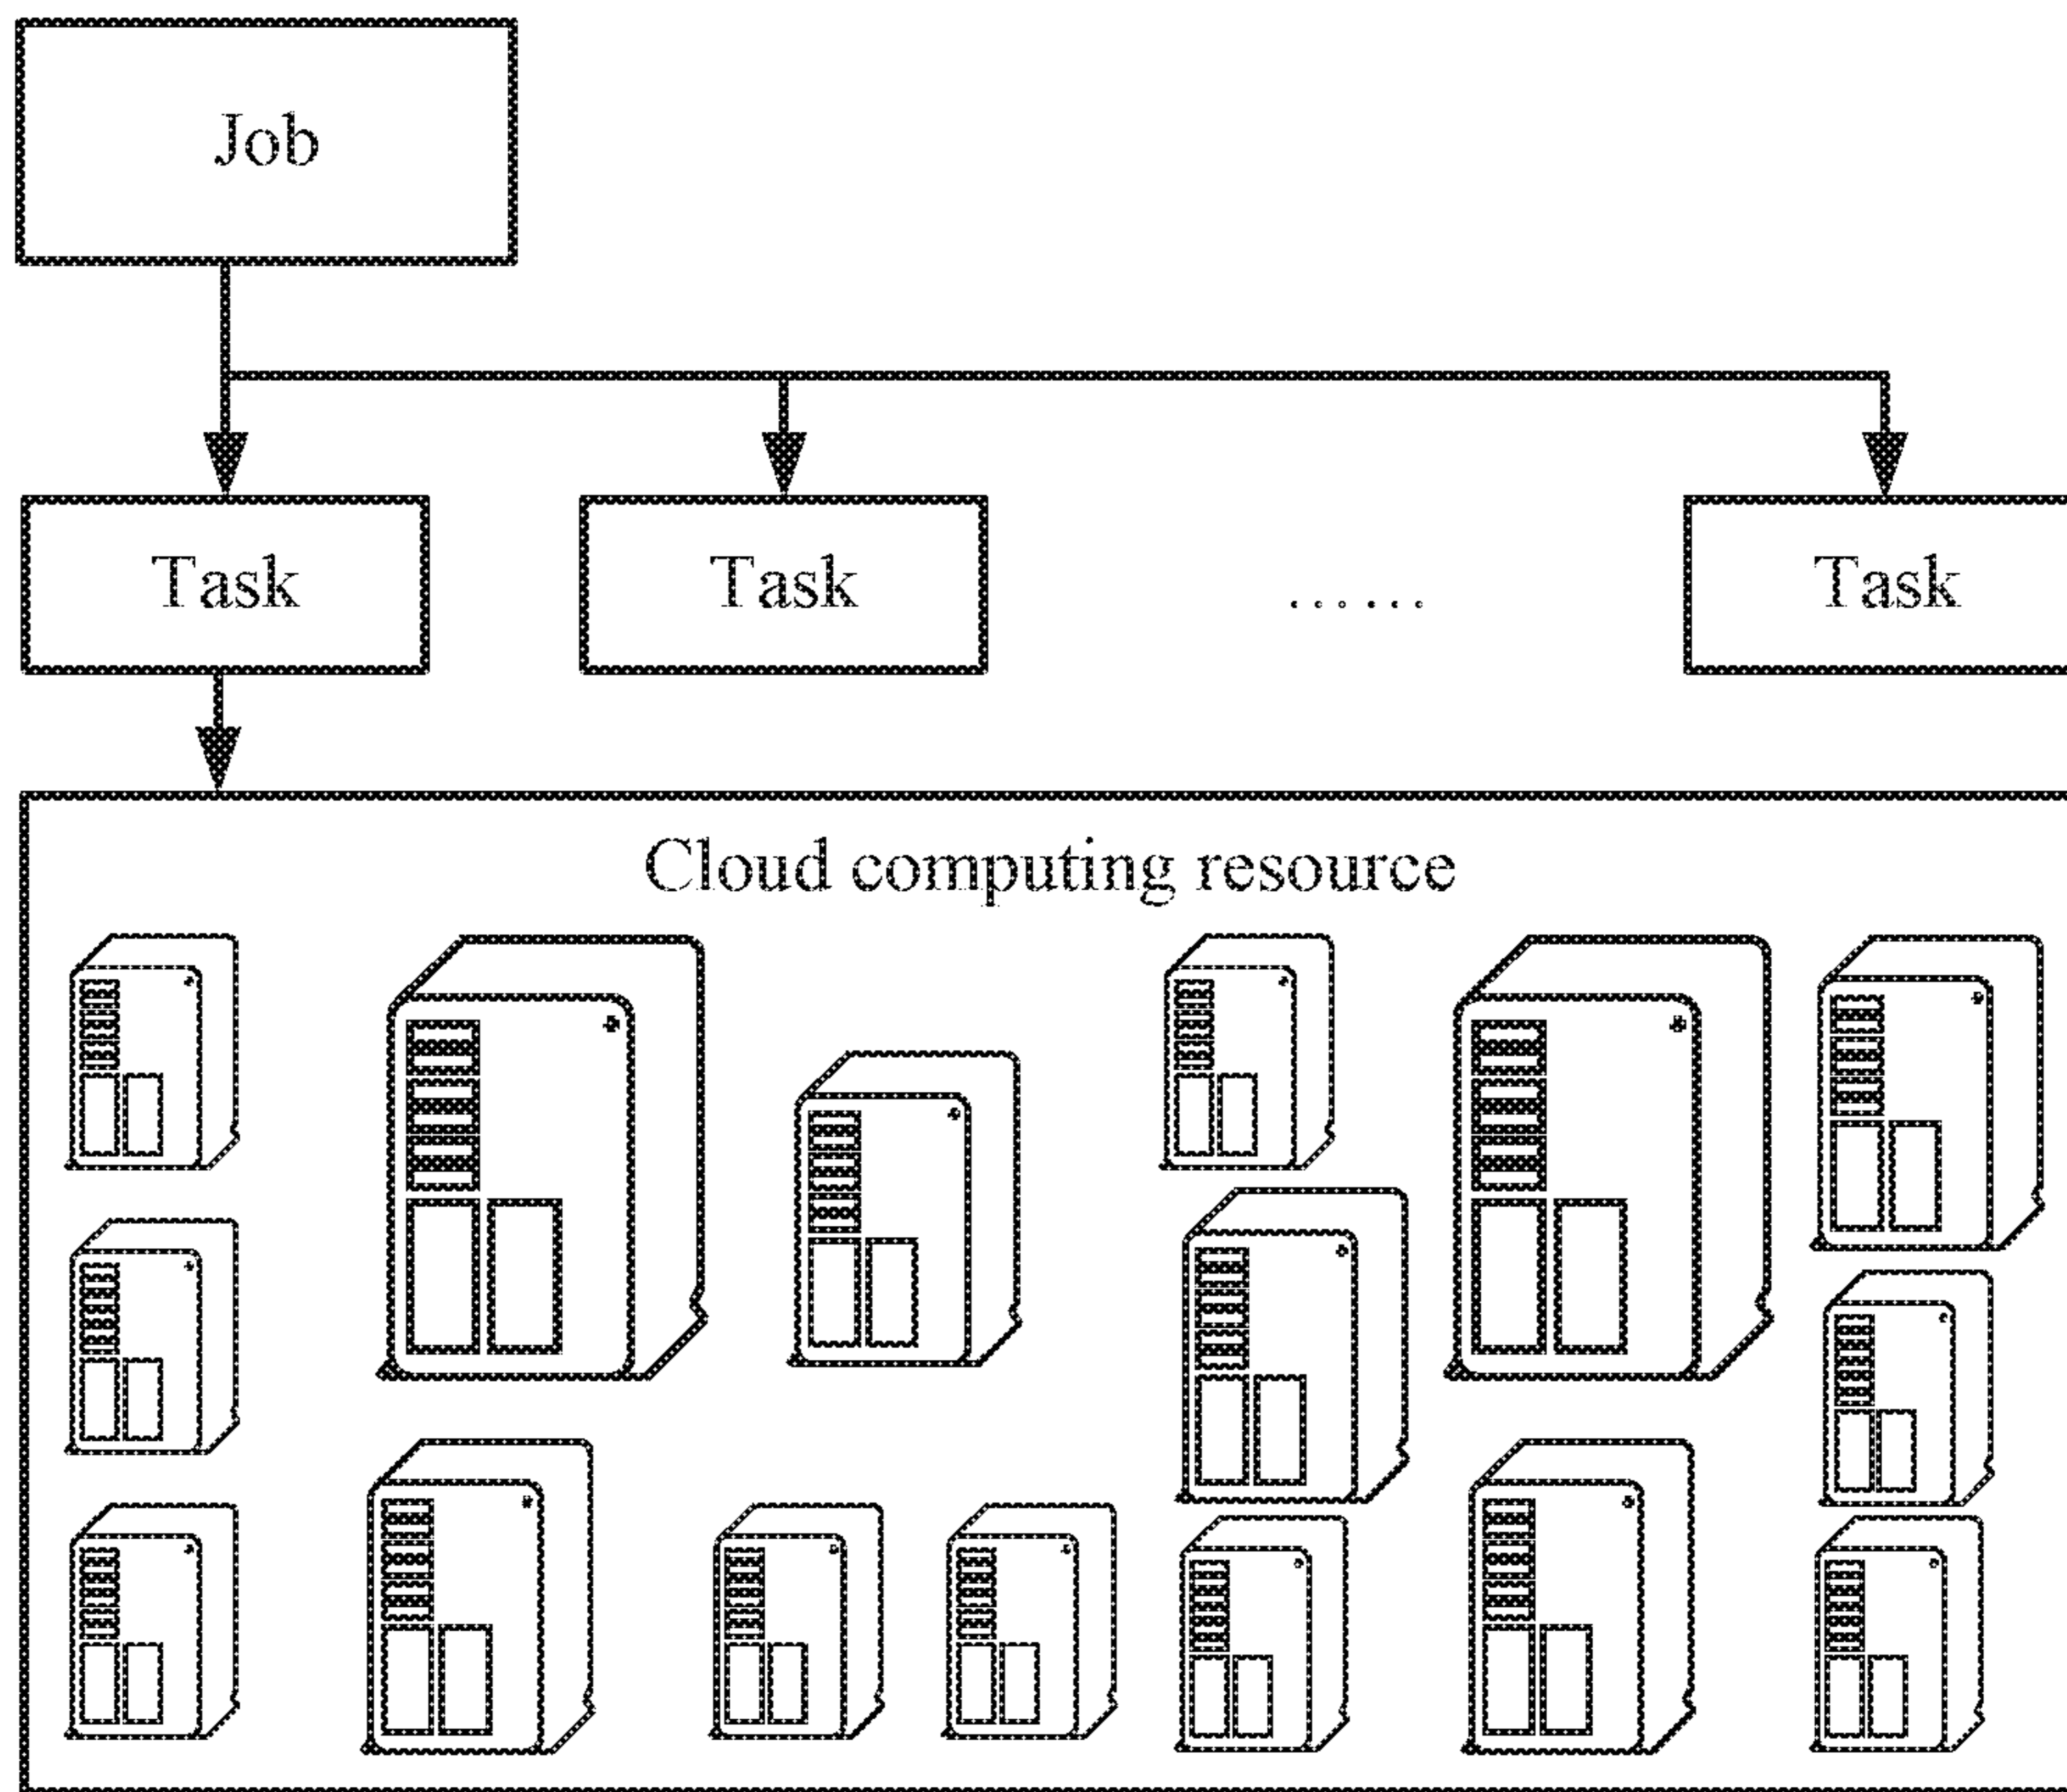 Job
Task
Task
......
Task
Cloud computing resource